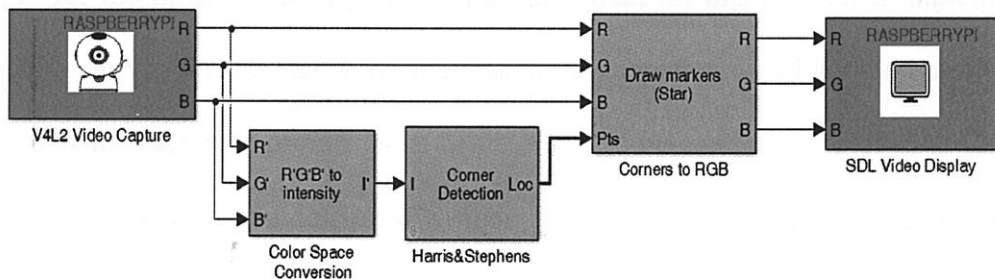 RASPBERRYPI
R
G
B
V4L2 Video Capture
R'
G'
B'
R'G'B' to
intensity
I'
Color Space
Conversion
I
Corner
Detection
Loc
Harris&Stephens
R
G
B
Pts
Draw markers
(Star)
R
G
B
Corners to RGB
R
G
B
RASPBERRYPI
SDL Video Display